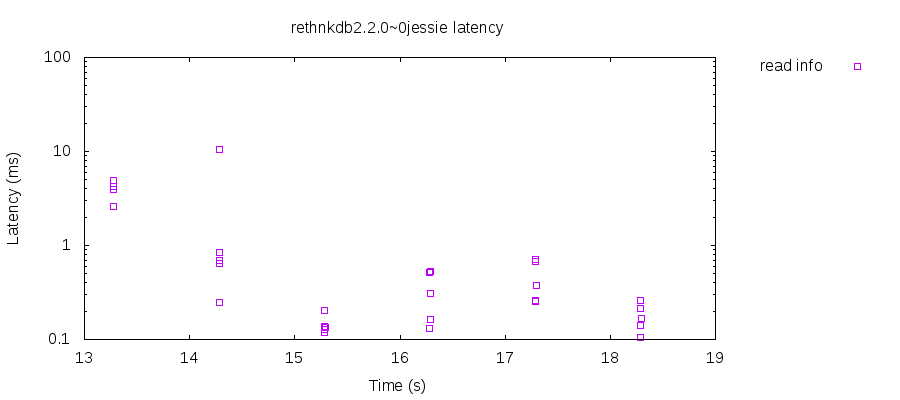 rethnkdb2.2.0~0jessie latency
read info
100
10
1
0.1
Latency (ms)
13 14 15 16 17 18 19
Time (s)